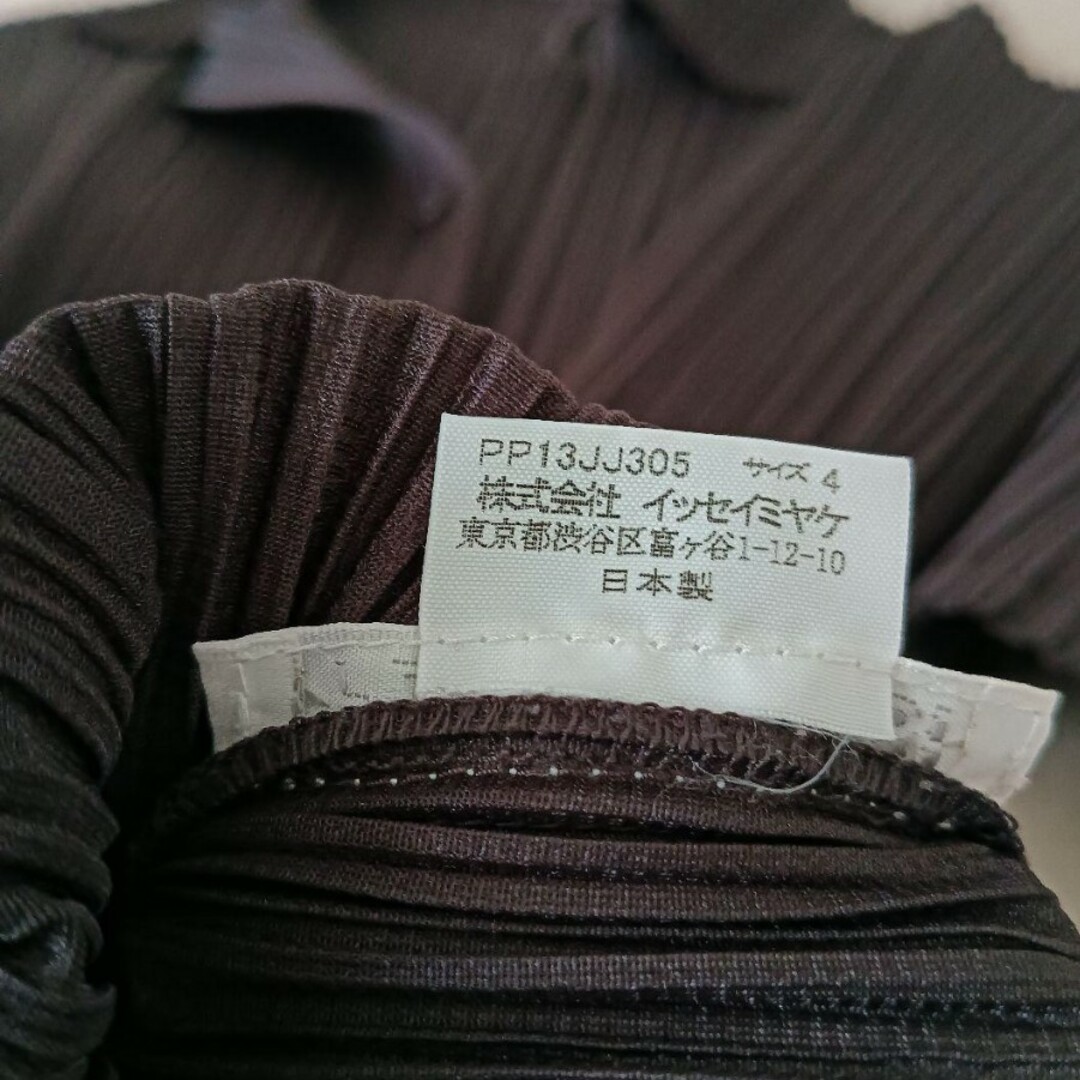 PP13JJ305 サイズ 4
株式会社 イッセイミヤケ
東京都渋谷区富ヶ谷1-12-10
日本製